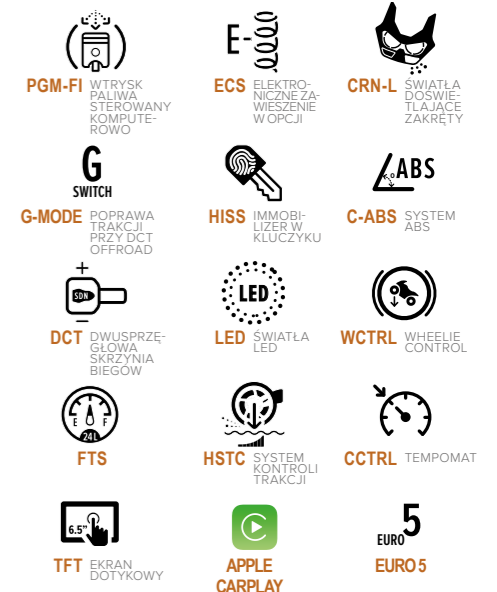 PGM-FI WTRYSK
PALIWA
STEROWANY
KOMPUTE-
ROWO
E-
ECS ELEKTRO-
NICZNE ZA-
WIESZENIE
W OPCJI
CRN-L ŚWIATŁA
DOŚWIE-
TLAJĄCE
ZAKRĘTY
G
SWITCH
G-MODE POPRAWA
TRAKCJI
PRZY DCT
OFFROAD
HISS IMMOBI-
LIZER W
KLUCZYKU
ABS
C-ABS SYSTEM
ABS
+
SDN
−
DCT DWUSPRZĘ-
GŁOWA
SKRZYNIA
BIEGÓW
LED
LED ŚWIATŁA
LED
WCTRL WHEELIE
CONTROL
E F
24L
FTS
HSTC SYSTEM
KONTROLI
TRAKCJI
CCTRL TEMPOMAT
6.5"
TFT EKRAN
DOTYKOWY
APPLE
CARPLAY
EURO 5
EURO 5